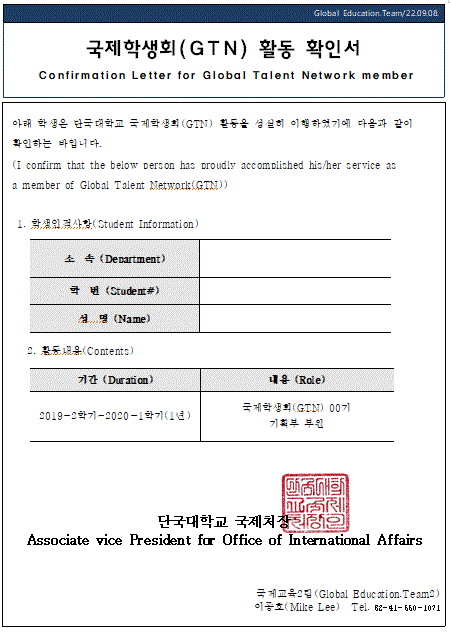 Global Education.Team/22.09.08
국제학생회(GTN) 활동 확인서
Confirmation Letter for Global Talent Network member
아래 학생은 단국대학교 국제학생회(GTN) 활동을 성실히 이행하였기에 다음과 같이
확인하는 바입니다.
(I confirm that the below person has proudly accomplished his/her service as
a member of Global Talent Network(GTN))
1. 학생인적사항(Student Information)
소 속 (Department)
학 번 (Student#)
성 명 (Name)
2. 활동내용(Contents)
기간 (Duration) 내용 (Role)
2019-2학기-2020-1학기(1년) 국제학생회(GTN) 00기
기획부 부원
단국대학교 국제처장
Associate vice President for Office of International Affairs
국제교육2팀(Global Education.Team2)
이공호(Mike Lee) Tel. 82-41-550-1071